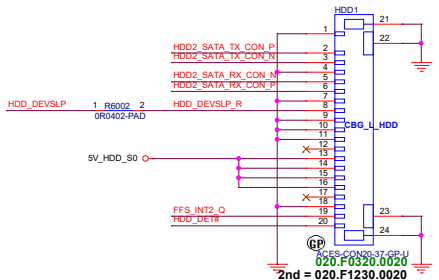 HDD1
21
1
22
HDD2_SATA_TX_CON_P
2
HDD2_SATA_TX_CON_N
3
4
HDD2_SATA_RX_CON_N
5
HDD2_SATA_RX_CON_P
6
7
HDD_DEVSLP 1 R6002 2 HDD_DEVSLP_R
8
0R0402-PAD
9
10
CBG_L_HDD
11
12
5V_HDD_S0
13
14
15
16
17
18
FFS_INT2_Q
19
23
HDD_DET#
20
24
GP
ACES-CON20-37-GP-U
020.F0320.0020
2nd = 020.F1230.0020